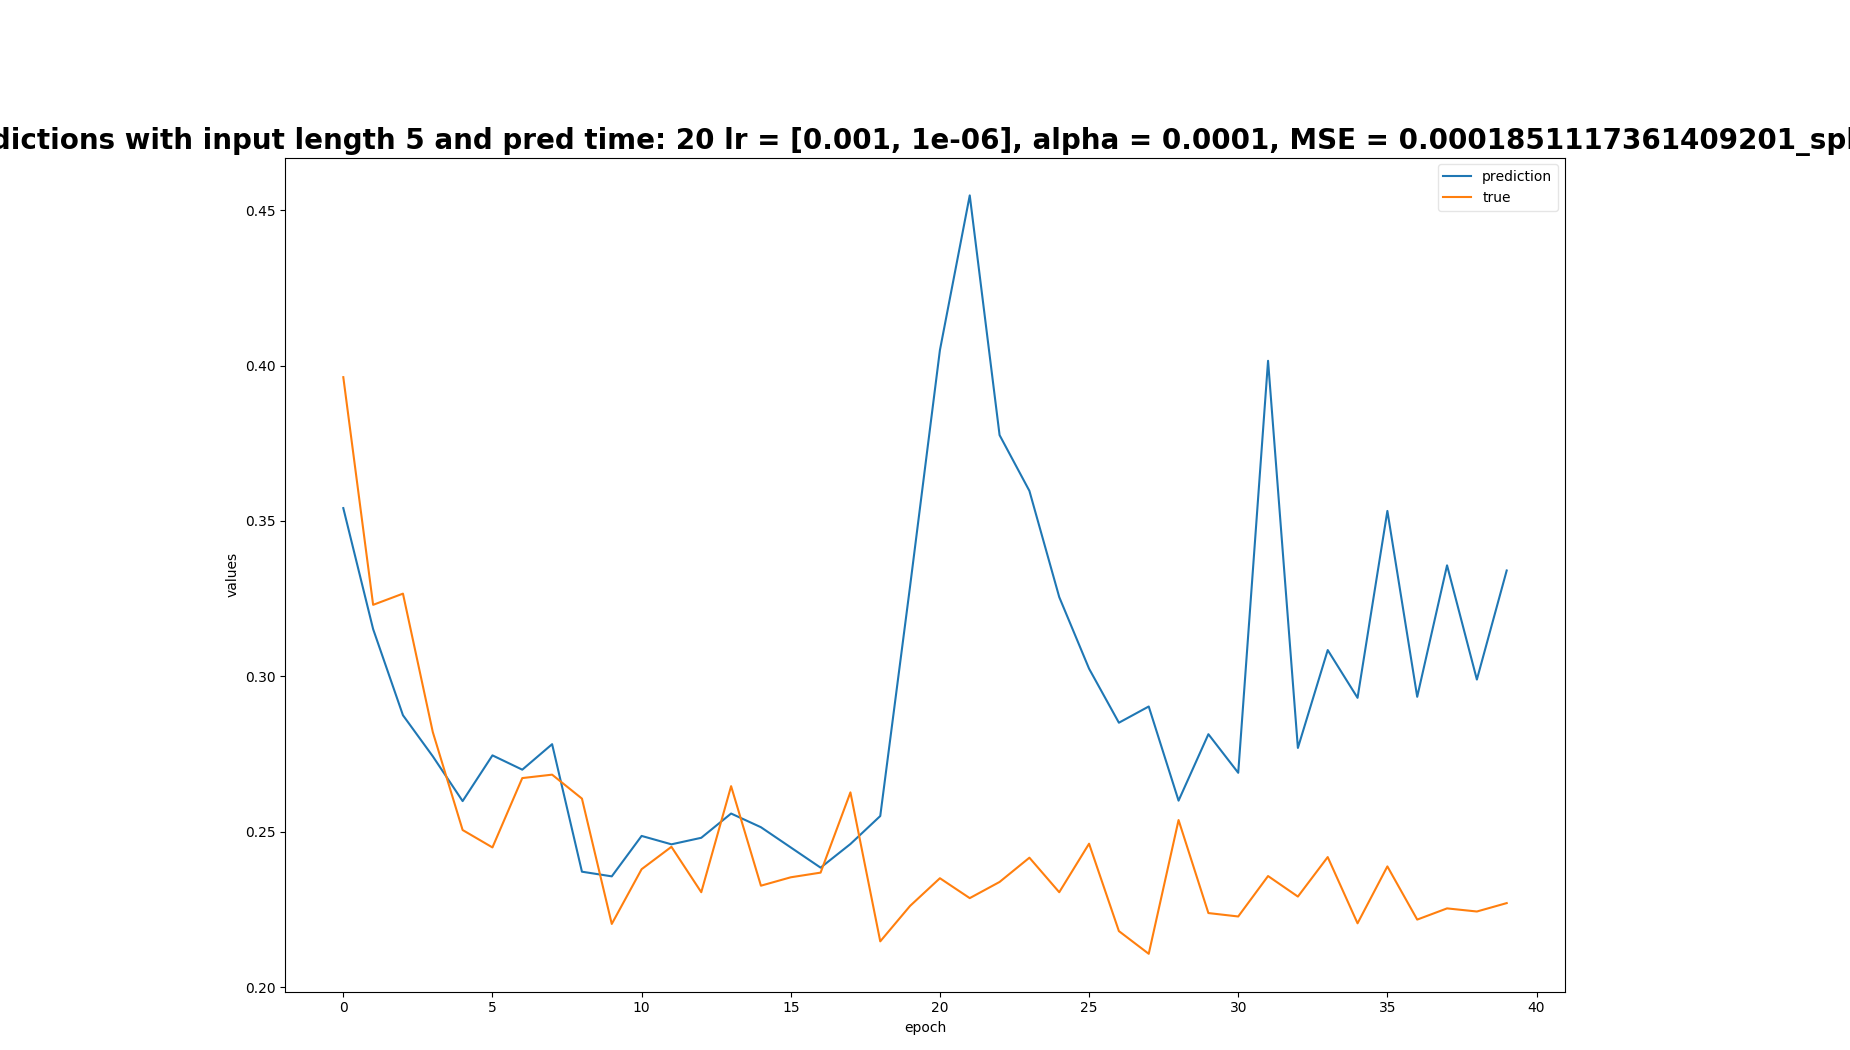 dictions with input length 5 and pred time: 20 lr = [0.001, 1e-06], alpha = 0.0001, MSE = 0.0001851117361409201_spl
prediction
true
0.45
0.40
0.35
0.30
0.25
0.20
values
0 5 10 15 20 25 30 35 40
epoch